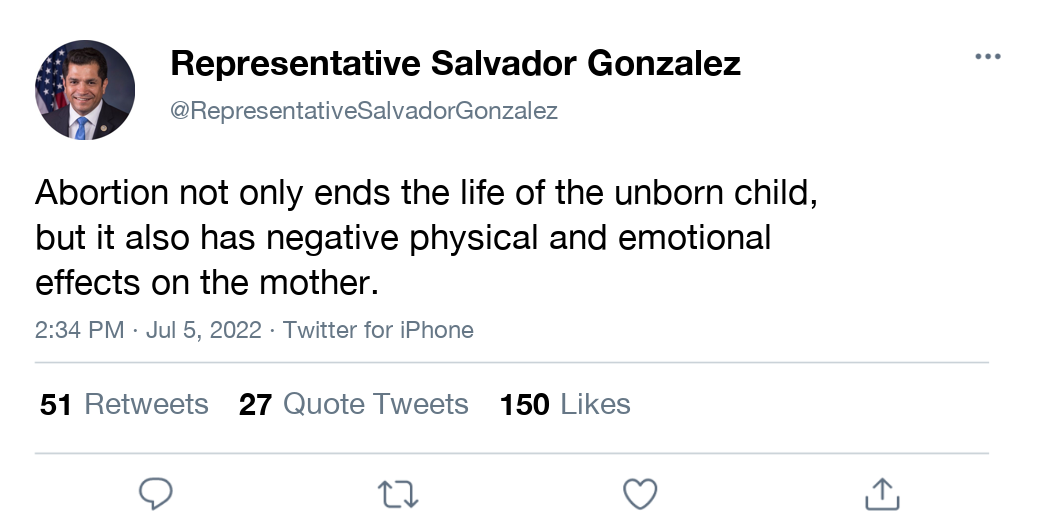 Representative Salvador Gonzalez
@RepresentativeSalvadorGonzalez
Abortion not only ends the life of the unborn child,
but it also has negative physical and emotional
effects on the mother.
2:34 PM · Jul 5, 2022 · Twitter for iPhone
51 Retweets 27 Quote Tweets 150 Likes